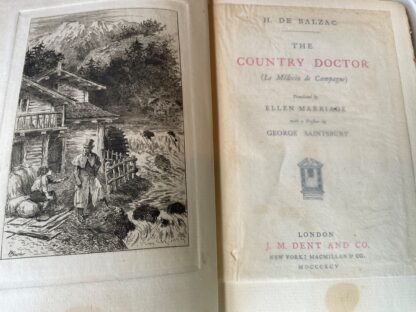 H. DE BALZAC
THE
COUNTRY DOCTOR
(Le Médecin de Campagne)
Translated by
ELLEN MARRIAGE
with a Preface by
GEORGE SAINTSBURY
LONDON
J. M. DENT AND CO.
NEW YORK: MACMILLAN & CO.
MDCCCXCV